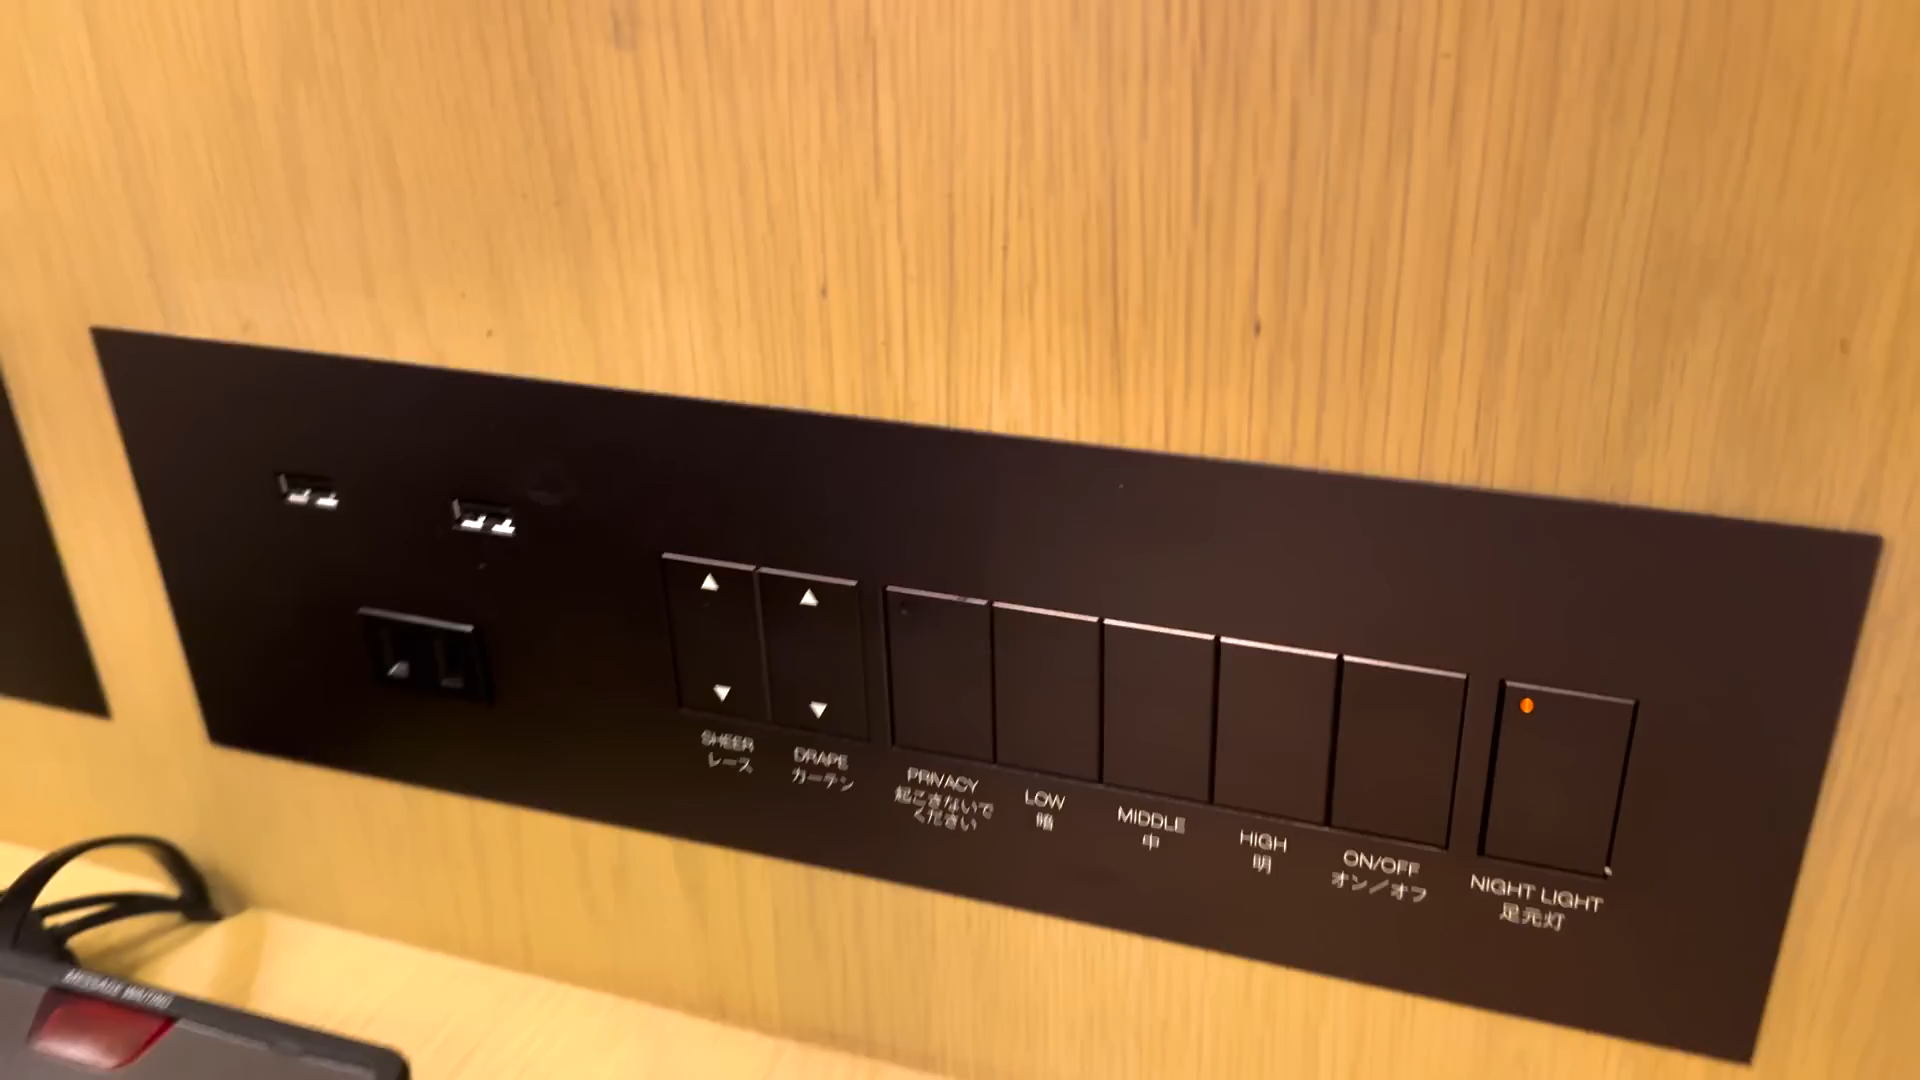 SHEER
レース
DRAPE
カーテン
PRIVACY
起こさないで
ください
LOW
暗
MIDDLE
中
HIGH
明
ON/OFF
オン／オフ
NIGHT LIGHT
足元灯
MESSAGE WAITING